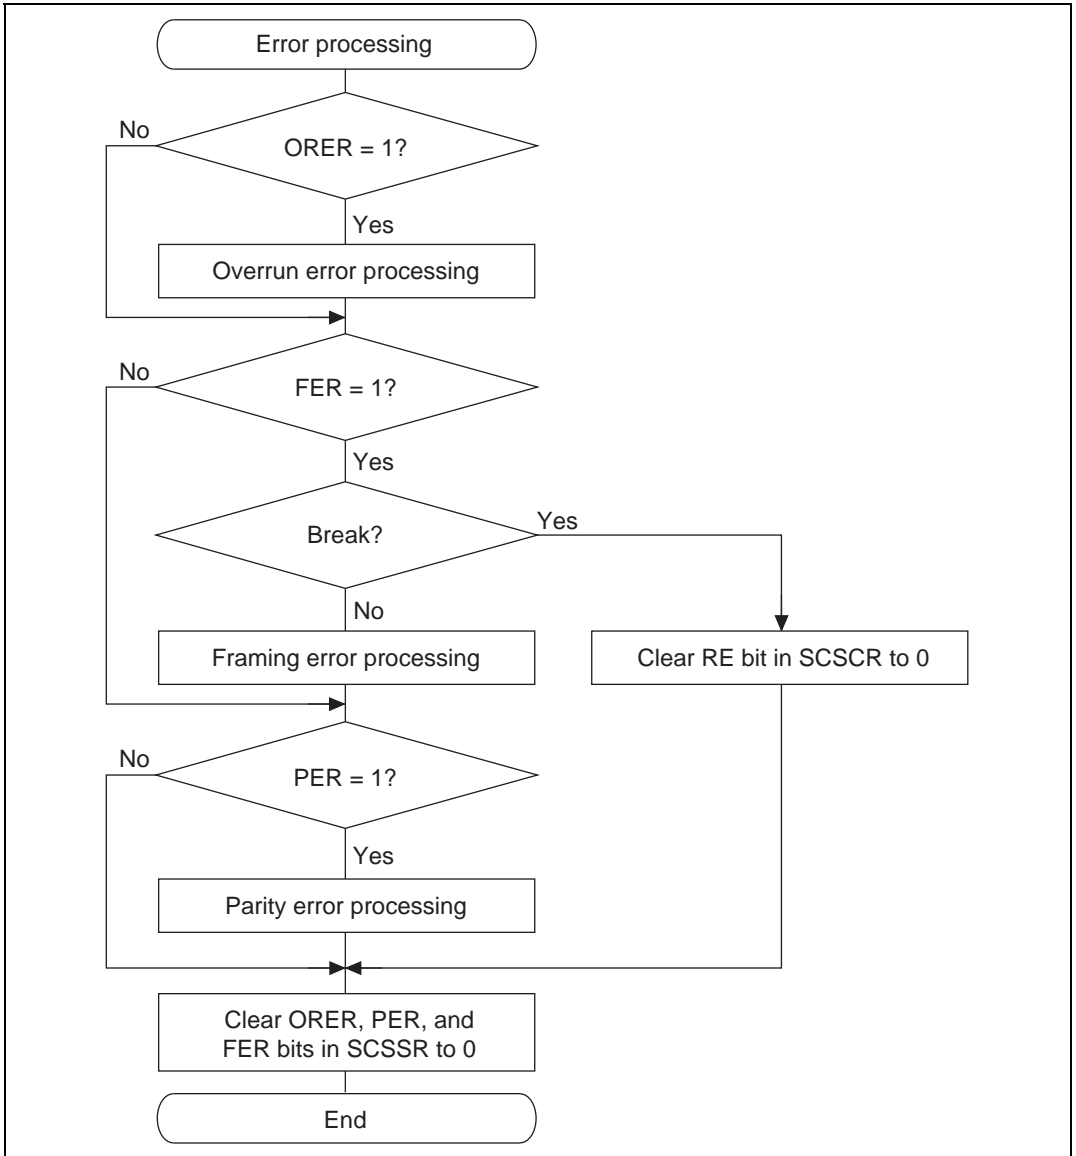 Error processing
No
ORER = 1?
Yes
Overrun error processing
No
FER = 1?
Yes
Break?
Yes
No
Framing error processing
Clear RE bit in SCSCR to 0
No
PER = 1?
Yes
Parity error processing
Clear ORER, PER, and
FER bits in SCSSR to 0
End